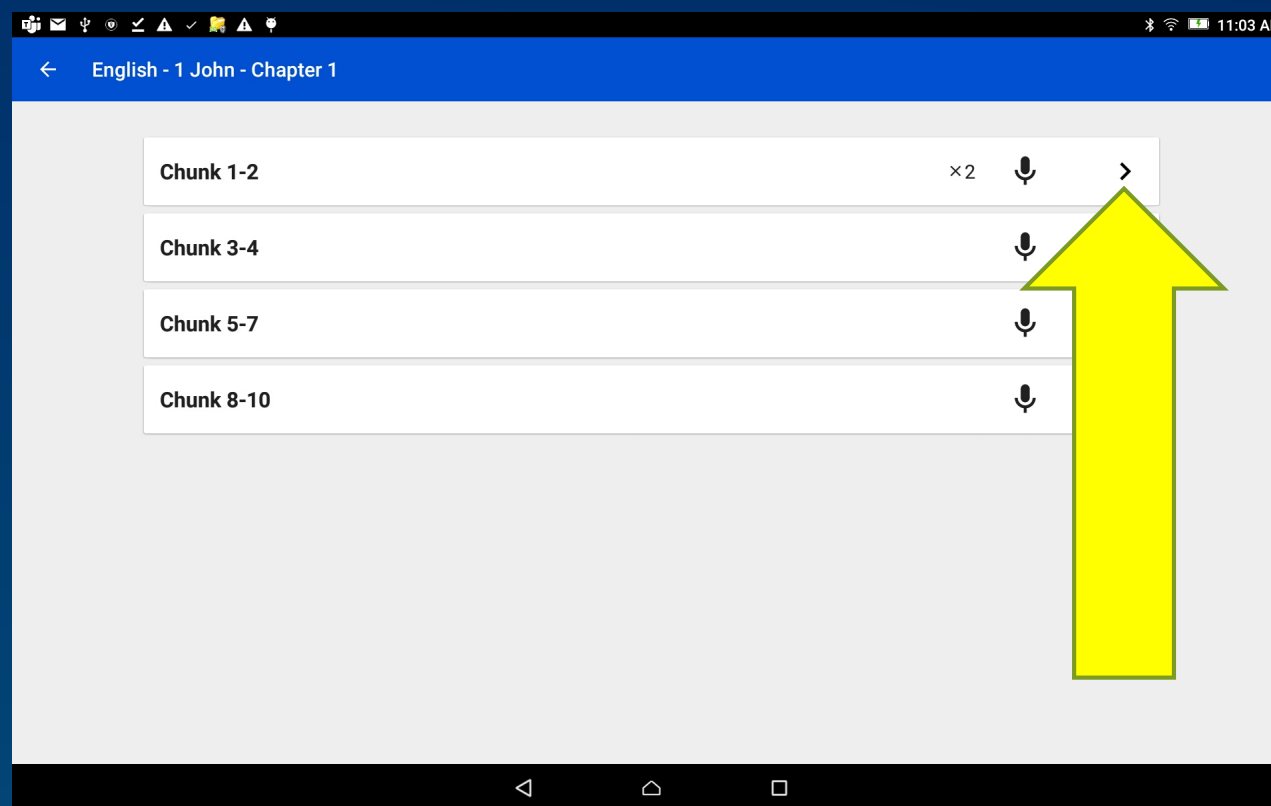 11:03 A
English - 1 John - Chapter 1
Chunk 1-2 ×2
Chunk 3-4
Chunk 5-7
Chunk 8-10